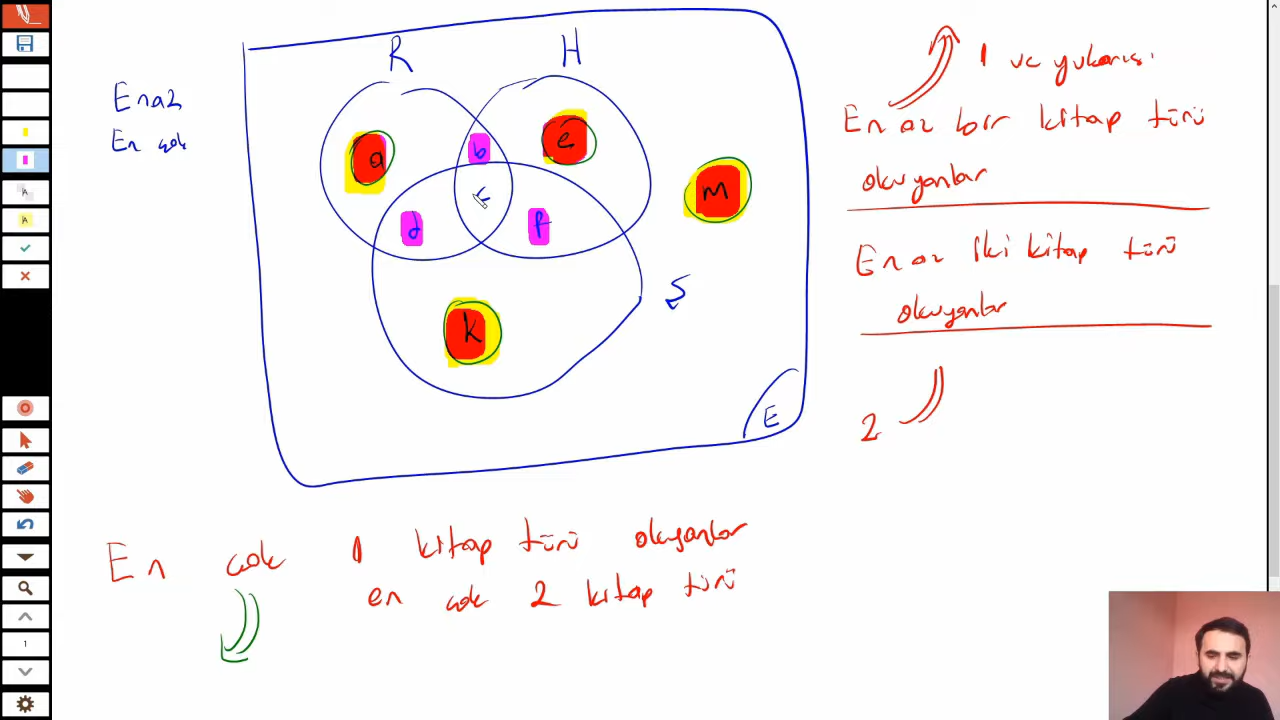 R H
En az
En çok
a b e
c m
d f
S
k
E
1 ve yukarısı
En az bir kitap türü
okuyanlar
En az iki kitap türü
okuyanlar
2
En çok 1 kitap türü okuyanlar
en çok 2 kitap türü
A
A
1